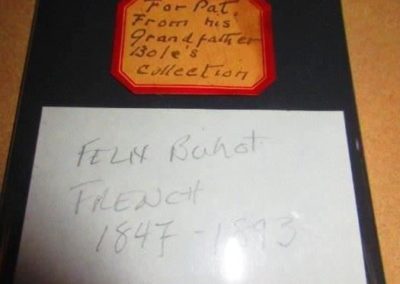 For Pat.
From his
Grandfather
Bole's
Collection
Felix Buhot
French
1847-1893